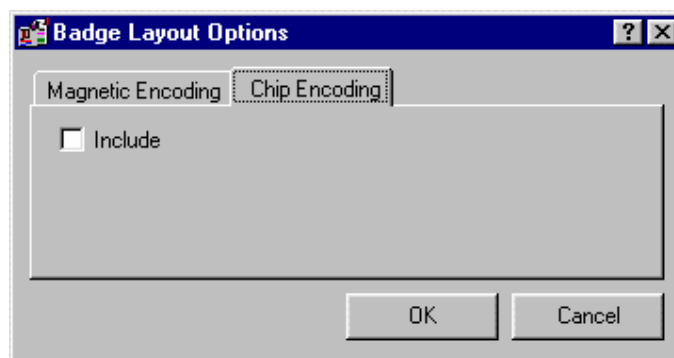 Badge Layout Options
Magnetic Encoding Chip Encoding
Include
OK Cancel